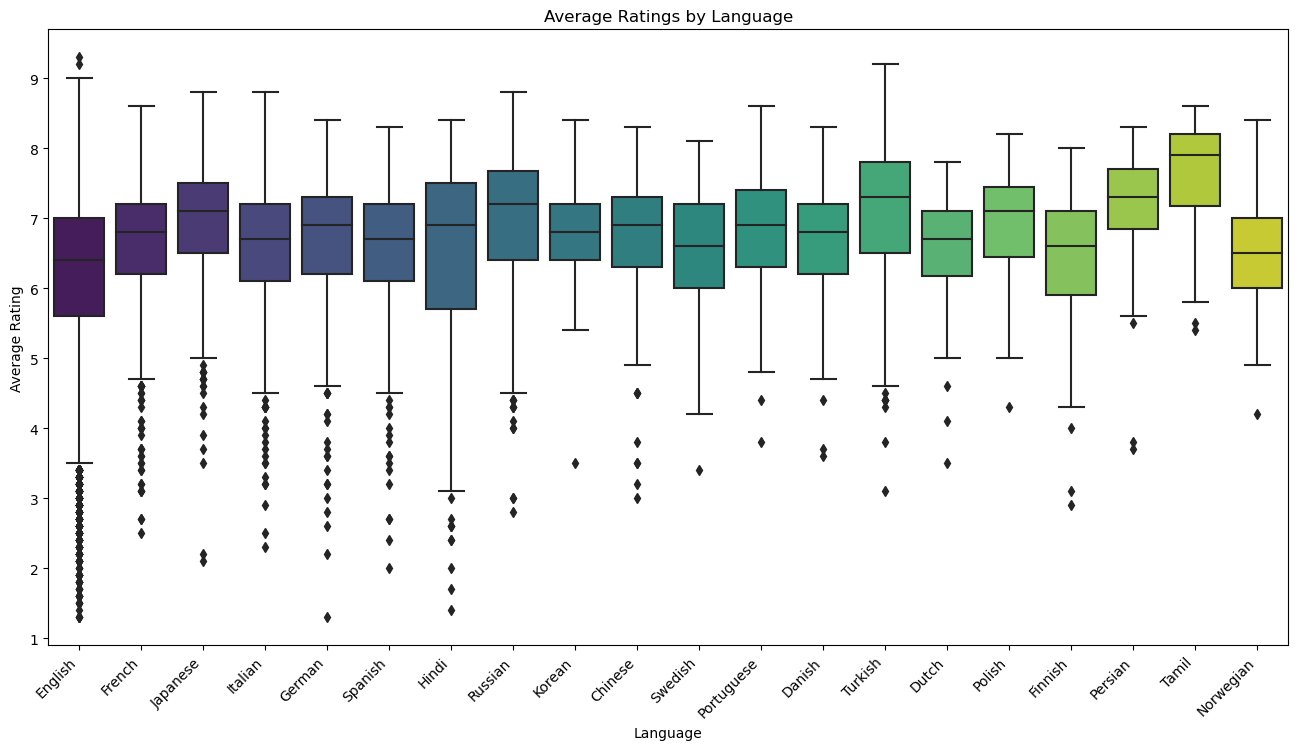 Average Ratings by Language
Average Rating
9
8
7
6
5
4
3
2
1
English
French
Japanese
Italian
German
Spanish
Hindi
Russian
Korean
Chinese
Swedish
Portuguese
Danish
Turkish
Dutch
Polish
Finnish
Persian
Tamil
Norwegian
Language